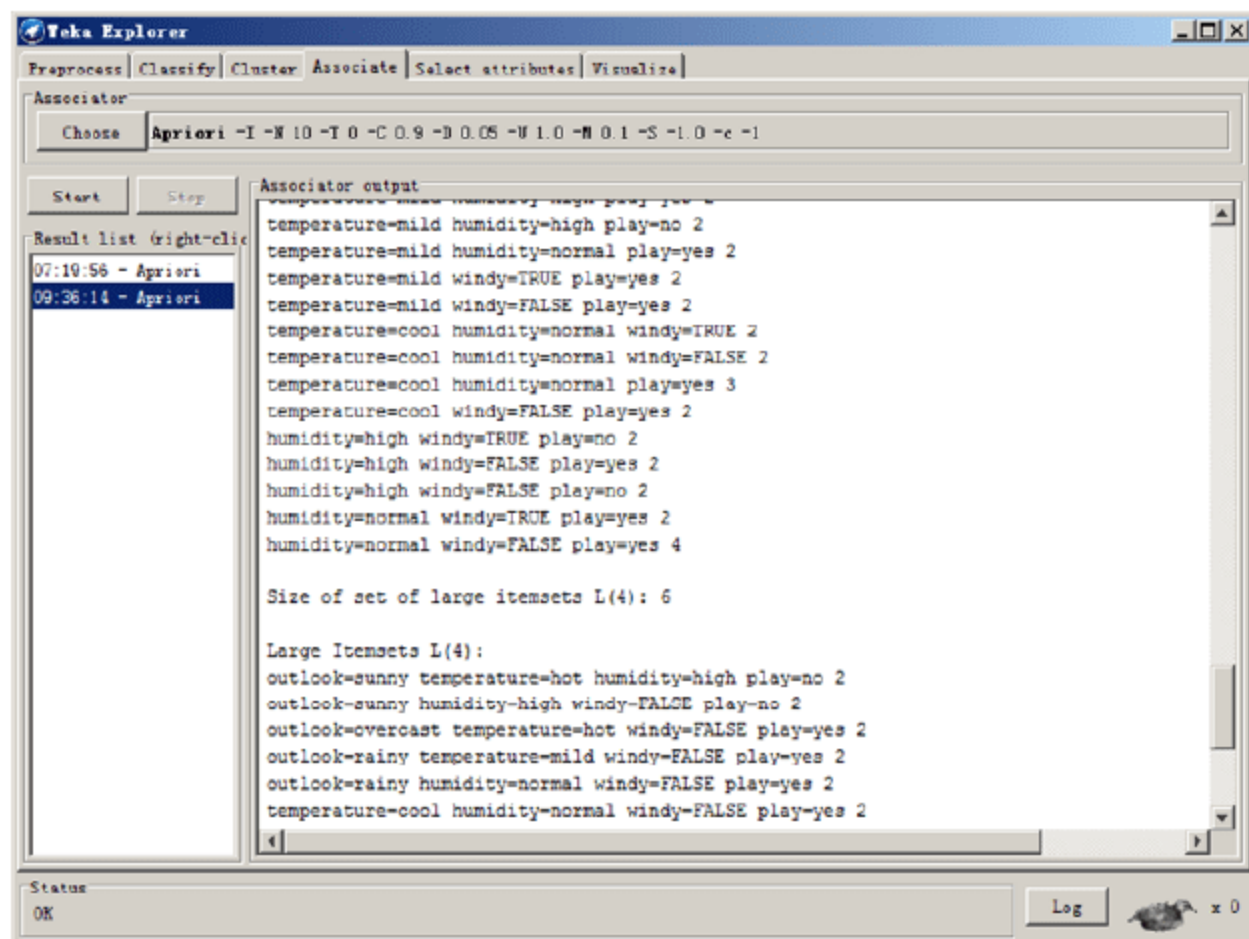 Weka Explorer
Preprocess Classify Cluster Associate Select attributes Visualize
Associator
Choose Apriori -I -N 10 -T 0 -C 0.9 -D 0.05 -U 1.0 -M 0.1 -S -1.0 -c -1
Start Stop
Associator output
temperature=mild humidity=high play=yes 2
temperature=mild humidity=high play=no 2
temperature=mild humidity=normal play=yes 2
temperature=mild windy=TRUE play=yes 2
temperature=mild windy=FALSE play=yes 2
temperature=cool humidity=normal windy=TRUE 2
temperature=cool humidity=normal windy=FALSE 2
temperature=cool humidity=normal play=yes 3
temperature=cool windy=FALSE play=yes 2
humidity=high windy=TRUE play=no 2
humidity=high windy=FALSE play=yes 2
humidity=high windy=FALSE play=no 2
humidity=normal windy=TRUE play=yes 2
humidity=normal windy=FALSE play=yes 4
Size of set of large itemsets L(4): 6
Large Itemsets L(4):
outlook=sunny temperature=hot humidity=high play=no 2
outlook=sunny humidity=high windy=FALSE play=no 2
outlook=overcast temperature=hot windy=FALSE play=yes 2
outlook=rainy temperature=mild windy=FALSE play=yes 2
outlook=rainy humidity=normal windy=FALSE play=yes 2
temperature=cool humidity=normal windy=FALSE play=yes 2
Result list (right-clic
07:19:56 - Apriori
09:36:14 - Apriori
Status
OK
Log
x 0